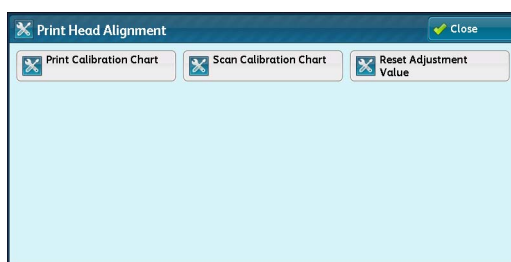 Print Head Alignment
Close
Print Calibration Chart
Scan Calibration Chart
Reset Adjustment
Value